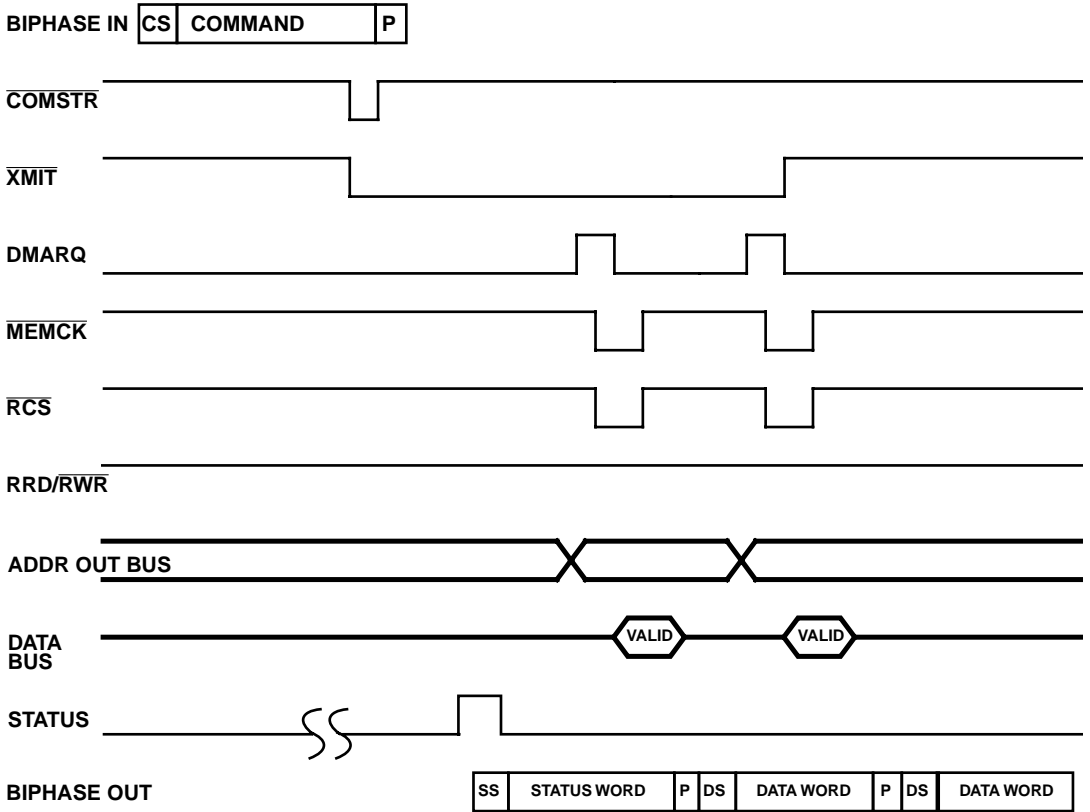 BIPHASE IN CS COMMAND P
COMSTR
XMIT
DMARQ
MEMCK
RCS
RRD/RWR
ADDR OUT BUS
DATA
BUS
VALID VALID
STATUS
BIPHASE OUT SS STATUS WORD P DS DATA WORD P DS DATA WORD